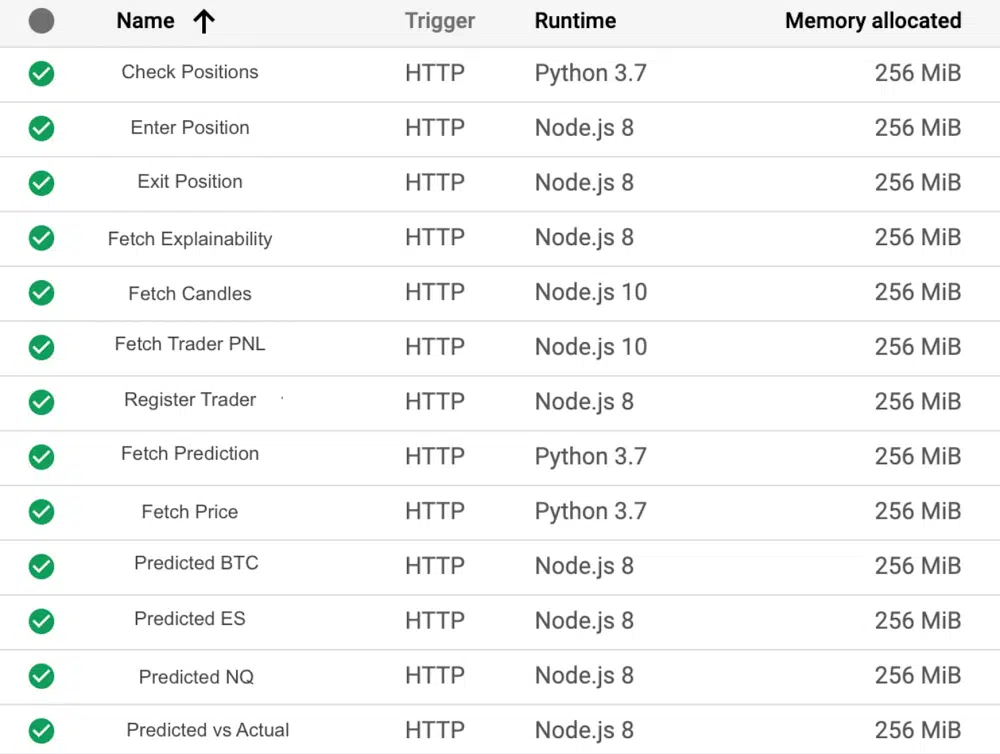 Name Trigger Runtime Memory allocated
Check Positions HTTP Python 3.7 256 MiB
Enter Position HTTP Node.js 8 256 MiB
Exit Position HTTP Node.js 8 256 MiB
Fetch Explainability HTTP Node.js 8 256 MiB
Fetch Candles HTTP Node.js 10 256 MiB
Fetch Trader PNL HTTP Node.js 10 256 MiB
Register Trader HTTP Node.js 8 256 MiB
Fetch Prediction HTTP Python 3.7 256 MiB
Fetch Price HTTP Python 3.7 256 MiB
Predicted BTC HTTP Node.js 8 256 MiB
Predicted ES HTTP Node.js 8 256 MiB
Predicted NQ HTTP Node.js 8 256 MiB
Predicted vs Actual HTTP Node.js 8 256 MiB